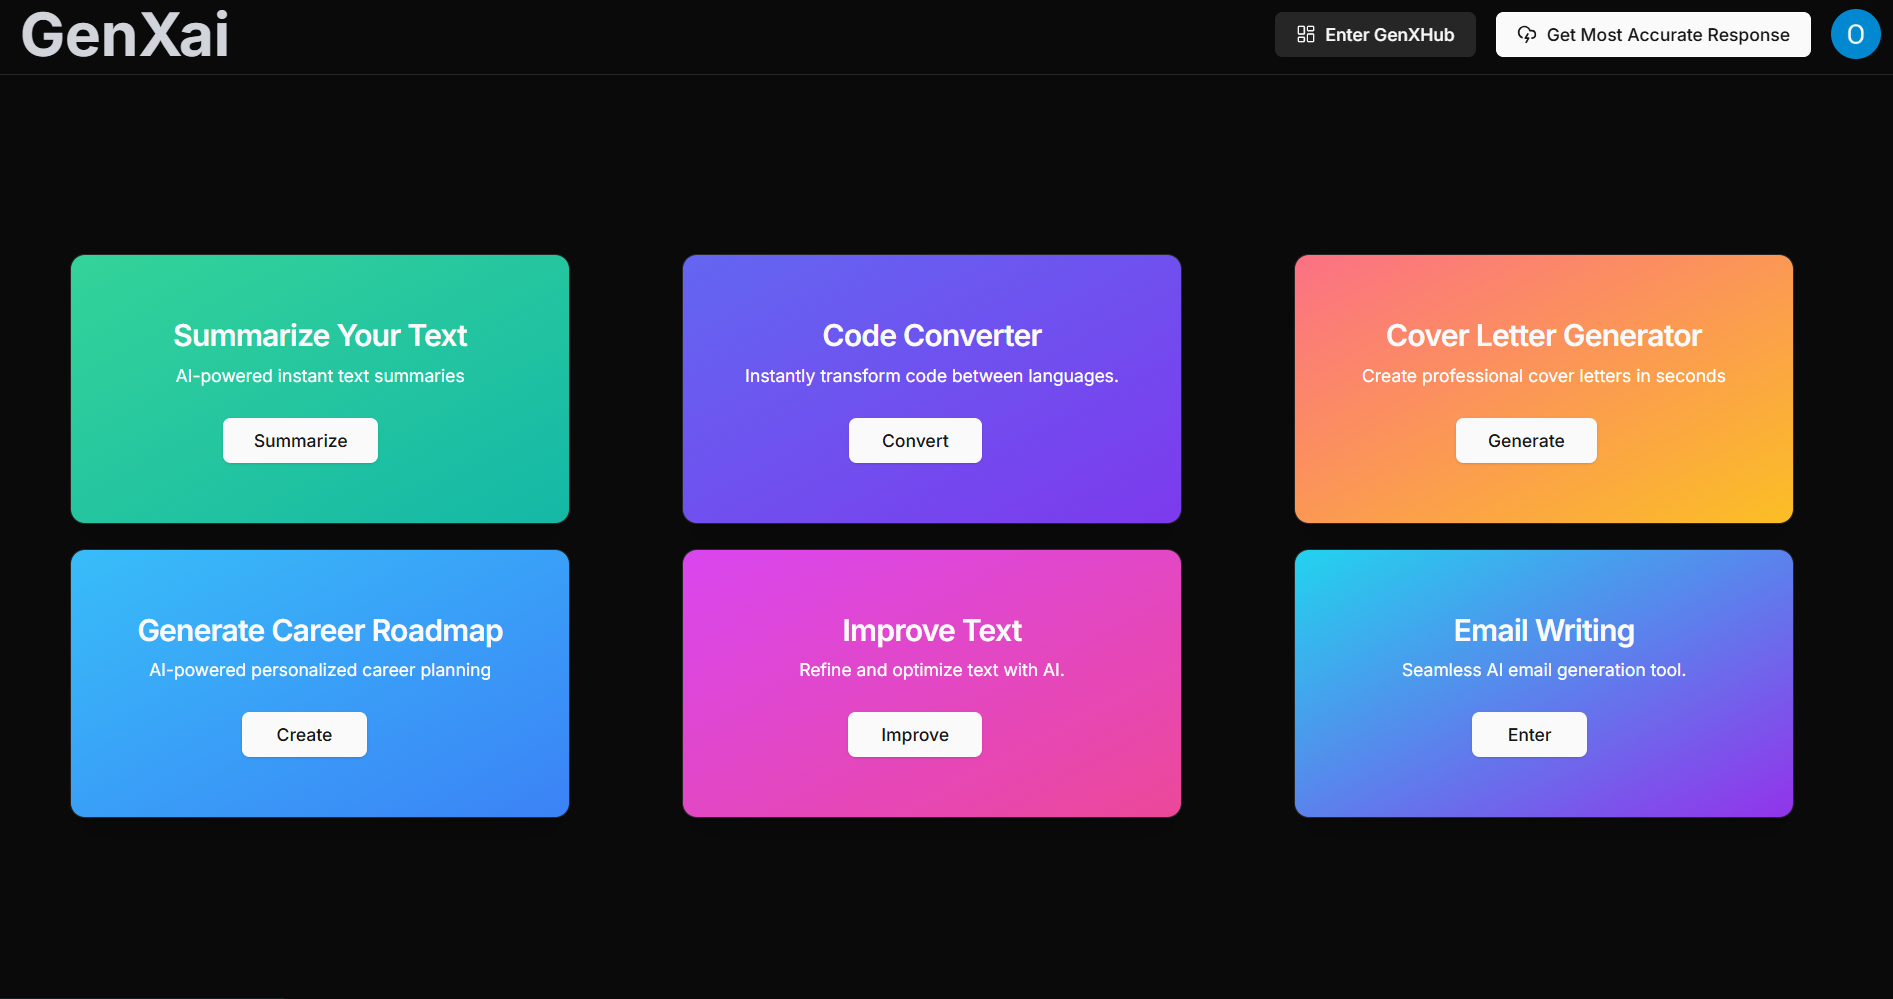 GenXai
Enter GenXHub
Get Most Accurate Response
O
Summarize Your Text
AI-powered instant text summaries
Summarize
Code Converter
Instantly transform code between languages.
Convert
Cover Letter Generator
Create professional cover letters in seconds
Generate
Generate Career Roadmap
AI-powered personalized career planning
Create
Improve Text
Refine and optimize text with AI.
Improve
Email Writing
Seamless AI email generation tool.
Enter